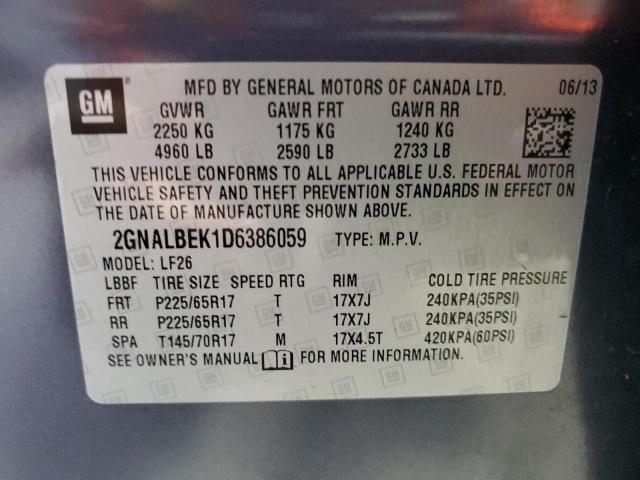 GM
MFD BY GENERAL MOTORS OF CANADA LTD. 06/13
GVWR GAWR FRT GAWR RR
2250 KG 1175 KG 1240 KG
4960 LB 2590 LB 2733 LB
THIS VEHICLE CONFORMS TO ALL APPLICABLE U.S. FEDERAL MOTOR
VEHICLE SAFETY AND THEFT PREVENTION STANDARDS IN EFFECT ON
THE DATE OF MANUFACTURE SHOWN ABOVE.
2GNALBEK1D6386059 TYPE: M.P.V.
MODEL: LF26
LBBF TIRE SIZE SPEED RTG RIM COLD TIRE PRESSURE
FRT P225/65R17 T 17X7J 240KPA(35PSI)
RR P225/65R17 T 17X7J 240KPA(35PSI)
SPA T145/70R17 M 17X4.5T 420KPA(60PSI)
SEE OWNER'S MANUAL FOR MORE INFORMATION.